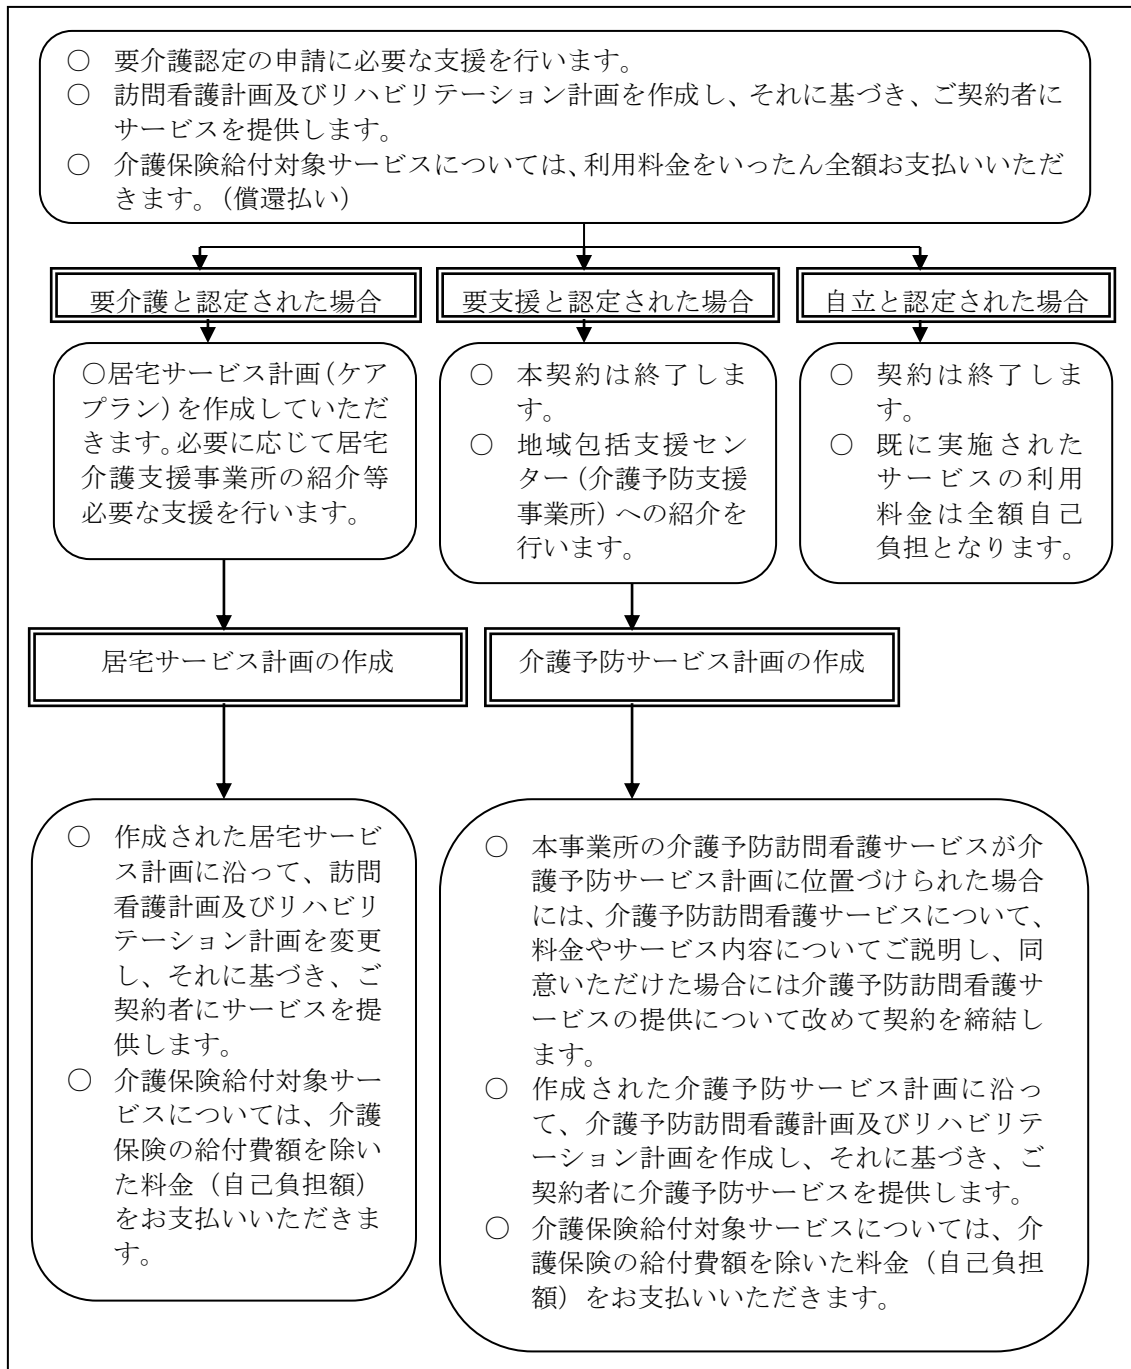 ○ 要介護認定の申請に必要な支援を行います。
○ 訪問看護計画及びリハビリテーション計画を作成し、それに基づき、ご契約者に
サービスを提供します。
○ 介護保険給付対象サービスについては、利用料金をいったん全額お支払いいただ
きます。(償還払い)
要介護と認定された場合
要支援と認定された場合
自立と認定された場合
○居宅サービス計画(ケア
プラン)を作成していただ
きます。必要に応じて居宅
介護支援事業所の紹介等
必要な支援を行います。
○ 本契約は終了しま
す。
○ 地域包括支援セン
ター(介護予防支援
事業所)への紹介を
行います。
○ 契約は終了しま
す。
○ 既に実施された
サービスの利用
料金は全額自己
負担となります。
居宅サービス計画の作成
介護予防サービス計画の作成
○ 作成された居宅サービ
ス計画に沿って、訪問
看護計画及びリハビリ
テーション計画を変更
し、それに基づき、ご
契約者にサービスを提
供します。
○ 介護保険給付対象サー
ビスについては、介護
保険の給付費額を除い
た料金(自己負担額)
をお支払いいただきま
す。
○ 本事業所の介護予防訪問看護サービスが介
護予防サービス計画に位置づけられた場合
には、介護予防訪問看護サービスについて、
料金やサービス内容についてご説明し、同
意いただけた場合には介護予防訪問看護サ
ービスの提供について改めて契約を締結し
ます。
○ 作成された介護予防サービス計画に沿っ
て、介護予防訪問看護計画及びリハビリテ
ーション計画を作成し、それに基づき、ご
契約者に介護予防サービスを提供します。
○ 介護保険給付対象サービスについては、介
護保険の給付費額を除いた料金(自己負担
額)をお支払いいただきます。